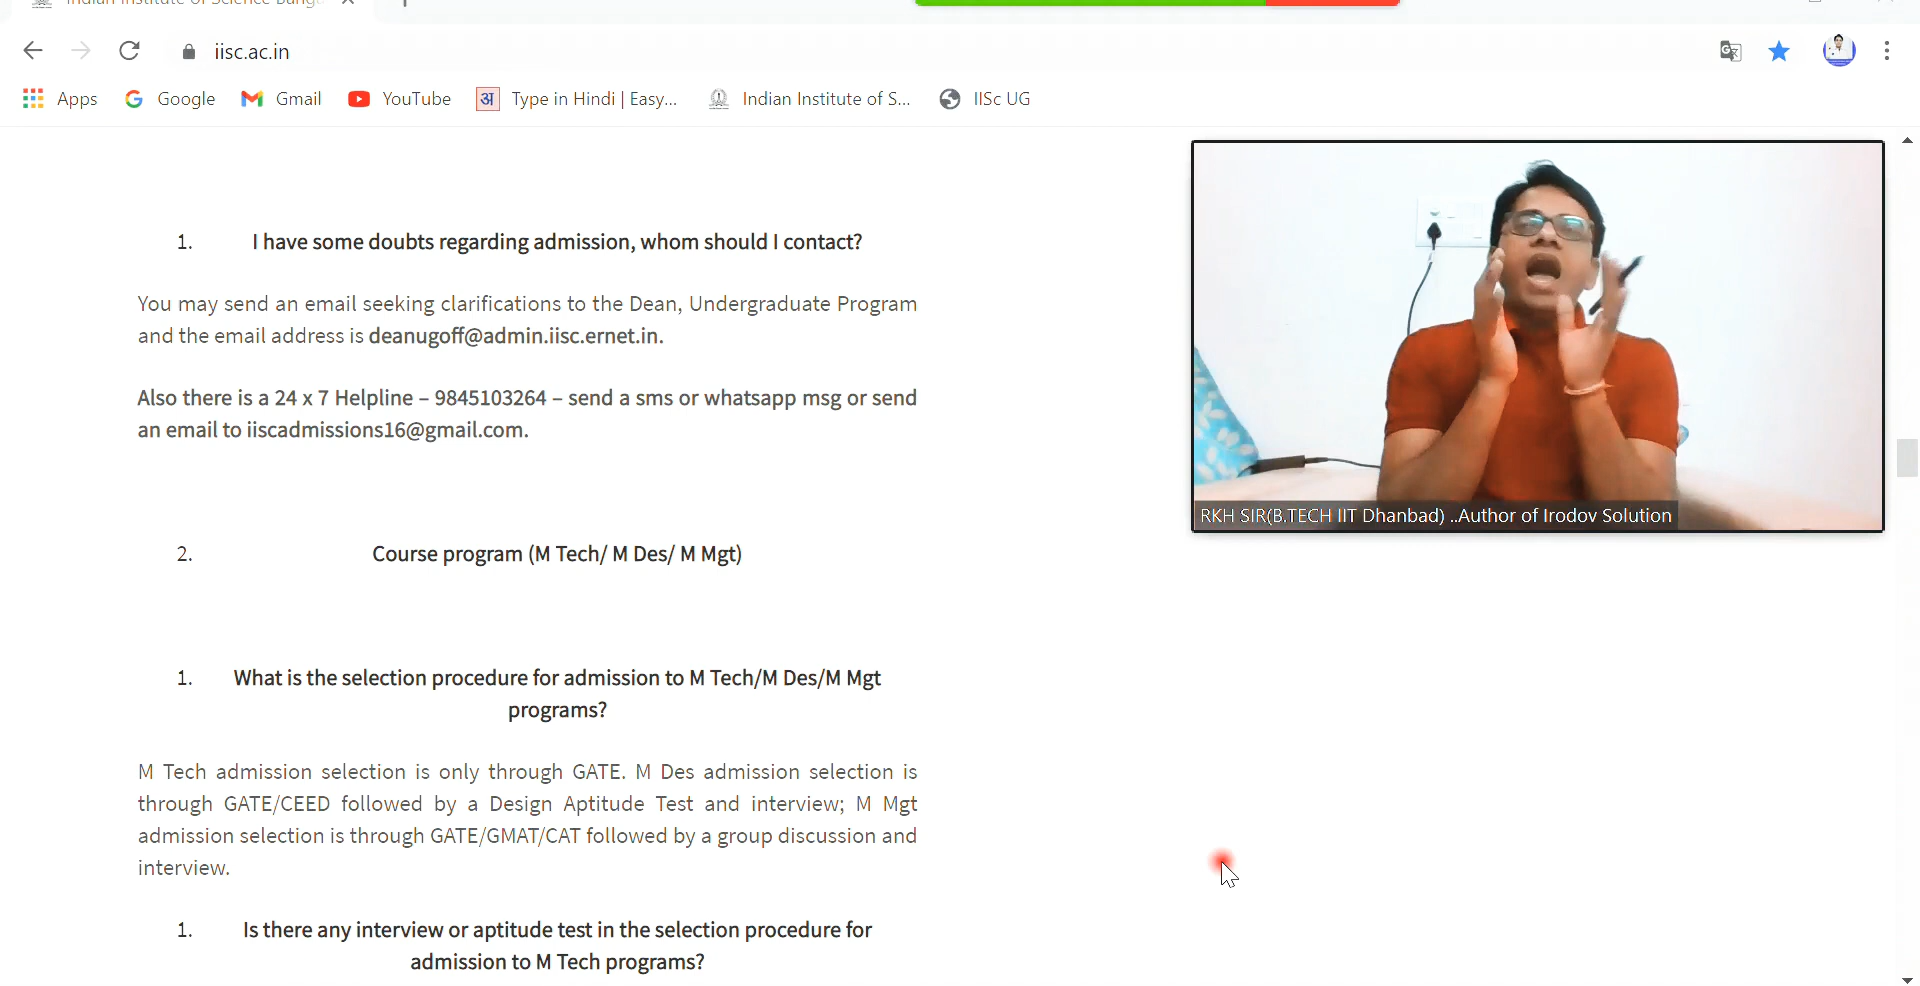 Indian Institute of Science Bang
iisc.ac.in
Apps Google Gmail YouTube अ Type in Hindi | Easy... Indian Institute of S... IISc UG
1. I have some doubts regarding admission, whom should I contact?
You may send an email seeking clarifications to the Dean, Undergraduate Program
and the email address is deanugoff@admin.iisc.ernet.in.
Also there is a 24 x 7 Helpline – 9845103264 – send a sms or whatsapp msg or send
an email to iiscadmissions16@gmail.com.
RKH SIR(B.TECH IIT Dhanbad) ..Author of Irodov Solution
2. Course program (M Tech/ M Des/ M Mgt)
1. What is the selection procedure for admission to M Tech/M Des/M Mgt
programs?
M Tech admission selection is only through GATE. M Des admission selection is
through GATE/CEED followed by a Design Aptitude Test and interview; M Mgt
admission selection is through GATE/GMAT/CAT followed by a group discussion and
interview.
1. Is there any interview or aptitude test in the selection procedure for
admission to M Tech programs?